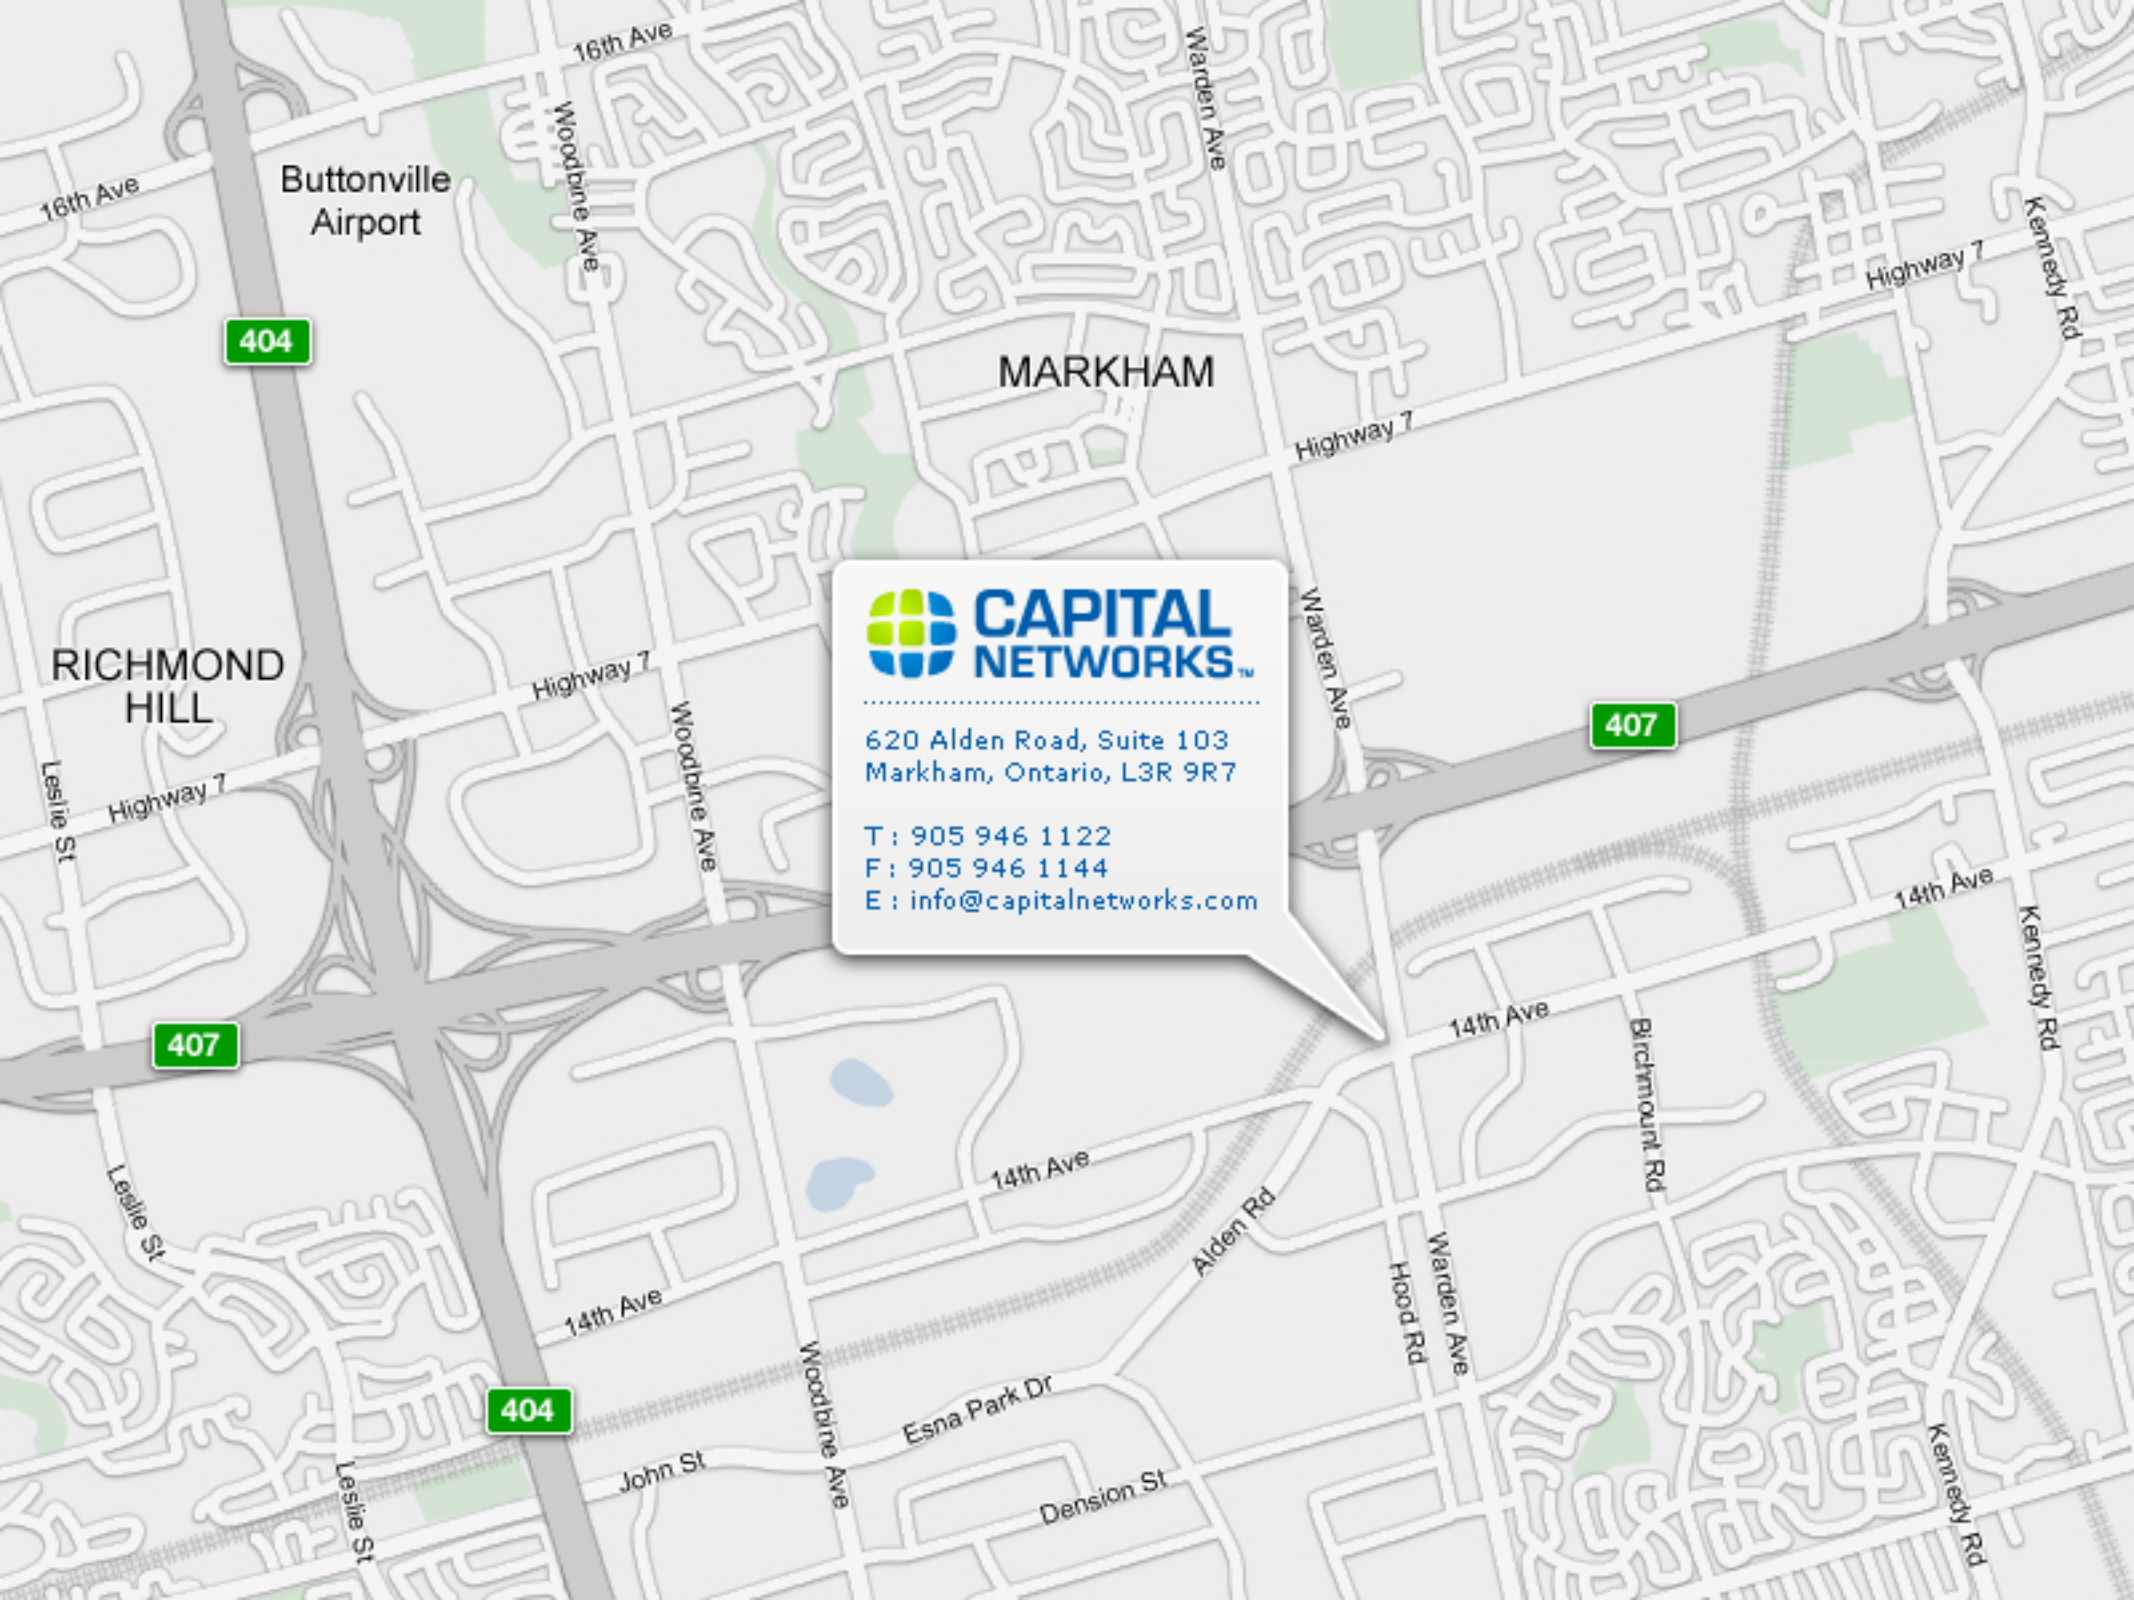 16th Ave
Warden Ave
Woodbine Ave
Buttonville
Airport
16th Ave
Kennedy Rd
Highway 7
404
MARKHAM
Highway 7
CAPITAL
NETWORKS™
Warden Ave
RICHMOND
HILL
Highway 7
Woodbine Ave
407
620 Alden Road, Suite 103
Markham, Ontario, L3R 9R7
T : 905 946 1122
F : 905 946 1144
E : info@capitalnetworks.com
Leslie St
Highway 7
14th Ave
Kennedy Rd
14th Ave
407
Birchmount Rd
14th Ave
Leslie St
Alden Rd
Hood Rd
Warden Ave
14th Ave
404
Woodbine Ave
Esna Park Dr
John St
Dension St
Leslie St
Kennedy Rd